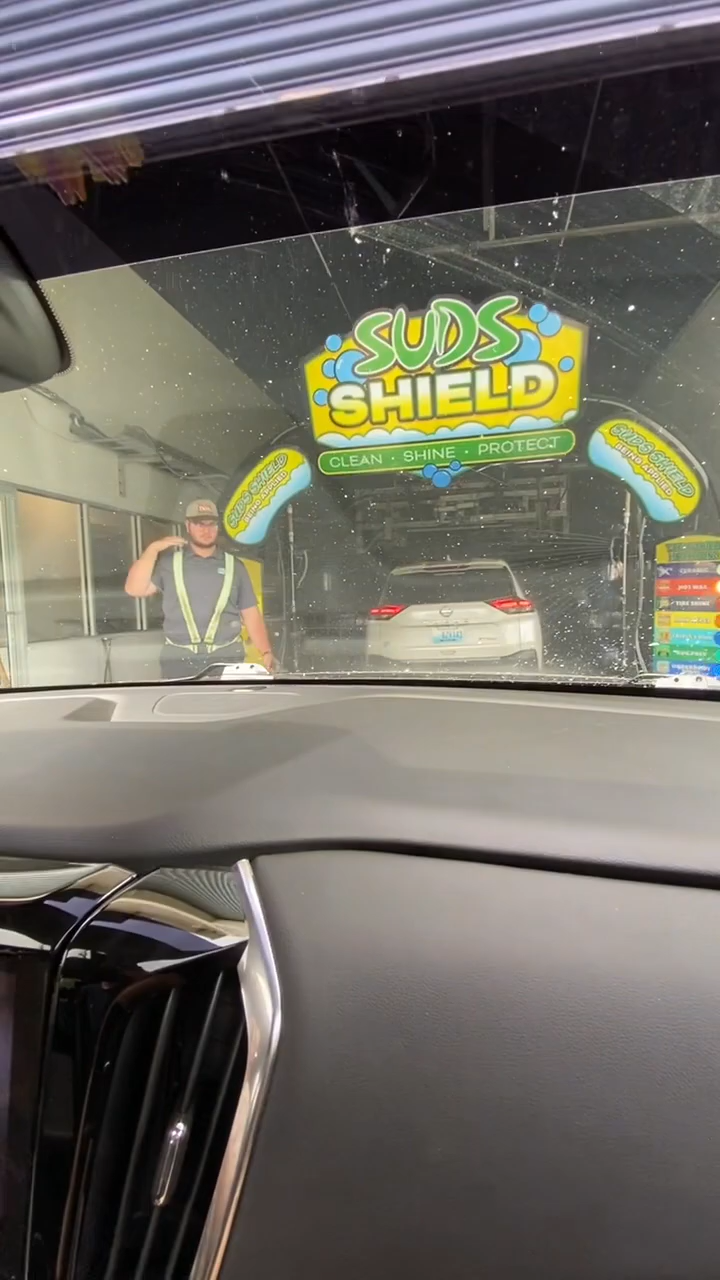 SUDS
SHIELD
CLEAN · SHINE · PROTECT
SUDS SHIELD
BEING APPLIED
SUDS SHIELD
BEING APPLIED
TIRE SHINE